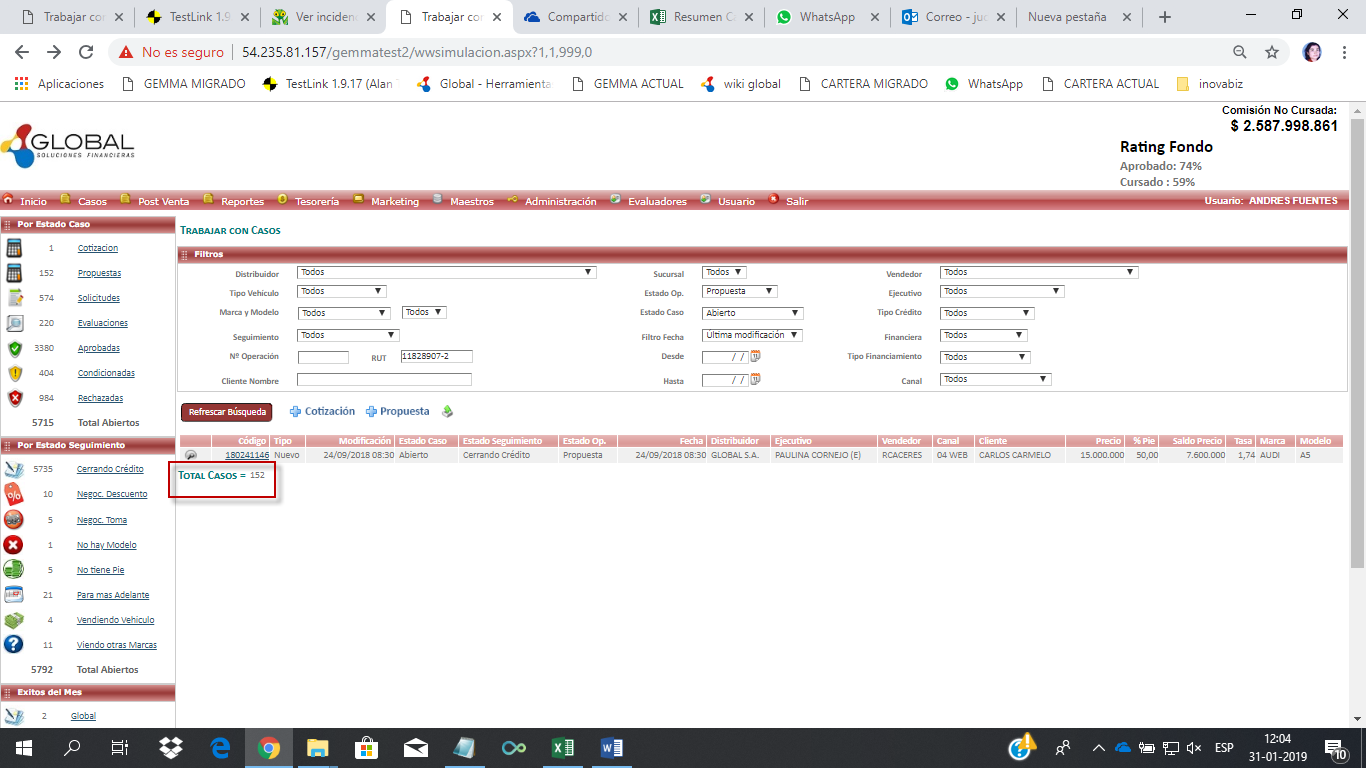 Trabajar co
TestLink 1.9
Ver inciden
Trabajar co
Compartido
Resumen C
WhatsApp
Correo - ju
Nueva pestaña
No es seguro
54.235.81.157/gemmatest2/wwsimulacion.aspx?1,1,999,0
Aplicaciones
GEMMA MIGRADO
TestLink 1.9.17 (Alan
Global - Herramienta
GEMMA ACTUAL
wiki global
CARTERA MIGRADO
WhatsApp
CARTERA ACTUAL
inovabiz
GLOBAL
SOLUCIONES FINANCIERAS
Comisión No Cursada:
$ 2.587.998.861
Rating Fondo
Aprobado: 74%
Cursado : 59%
Inicio Casos Post Venta Reportes Tesorería Marketing Maestros Administración Evaluadores Usuario Salir
Usuario: ANDRES FUENTES
Por Estado Caso
1 Cotizacion
152 Propuestas
574 Solicitudes
220 Evaluaciones
3380 Aprobadas
404 Condicionadas
984 Rechazadas
5715 Total Abiertos
Por Estado Seguimiento
5735 Cerrando Crédito
10 Negoc. Descuento
5 Negoc. Toma
1 No hay Modelo
5 No tiene Pie
21 Para mas Adelante
4 Vendiendo Vehiculo
11 Viendo otras Marcas
5792 Total Abiertos
Exitos del Mes
2 Global
TRABAJAR CON CASOS
Filtros
Distribuidor Todos Sucursal Todos Vendedor Todos
Tipo Vehículo Todos Estado Op. Propuesta Ejecutivo Todos
Marca y Modelo Todos Todos Estado Caso Abierto Tipo Crédito Todos
Seguimiento Todos Filtro Fecha Última modificación Financiera Todos
Nº Operación RUT 11828907-2 Desde / / Tipo Financiamiento Todos
Cliente Nombre Hasta / / Canal Todos
Refrescar Búsqueda Cotización Propuesta
Código Tipo Modificación Estado Caso Estado Seguimiento Estado Op. Fecha Distribuidor Ejecutivo Vendedor Canal Cliente Precio % Pie Saldo Precio Tasa Marca Modelo
180241146 Nuevo 24/09/2018 08:30 Abierto Cerrando Crédito Propuesta 24/09/2018 08:30 GLOBAL S.A. PAULINA CORNEJO (E) RCACERES 04 WEB CARLOS CARMELO 15.000.000 50,00 7.600.000 1,74 AUDI A5
TOTAL CASOS = 152
ESP
12:04
31-01-2019
10